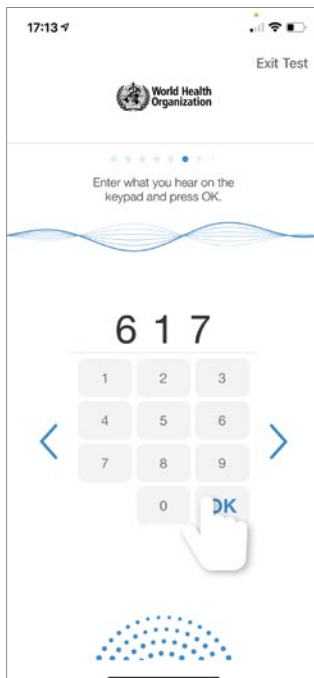 17:13
Exit Test
World Health
Organization
Enter what you hear on the
keypad and press OK.
6 1 7
1 2 3
4 5 6
7 8 9
0 OK